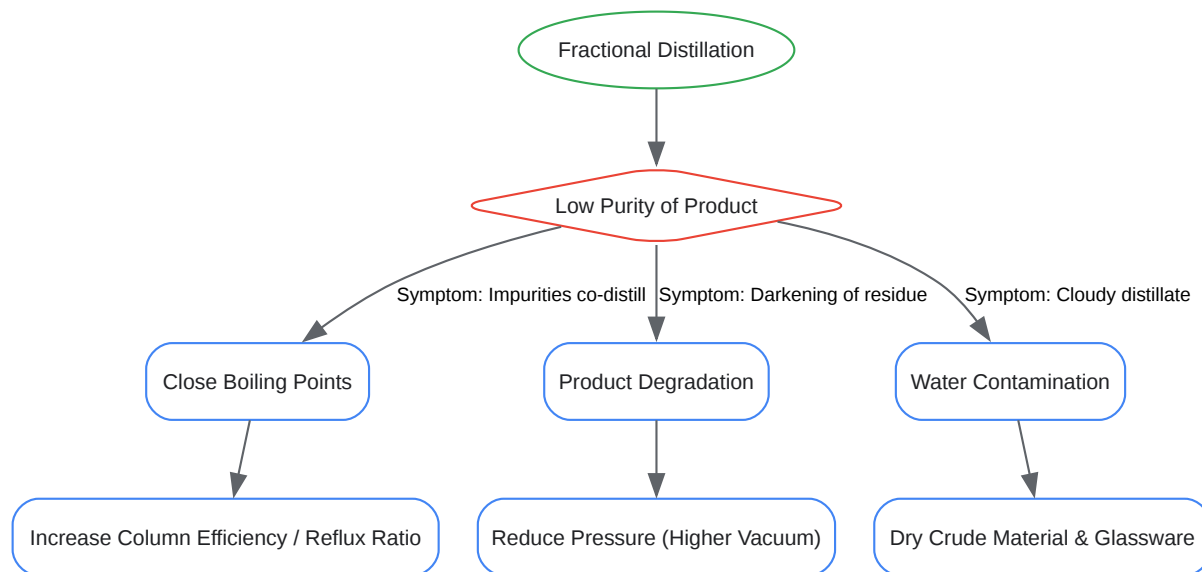 Fractional Distillation
Low Purity of Product
Symptom: Impurities co-distill
Symptom: Darkening of residue
Symptom: Cloudy distillate
Close Boiling Points
Product Degradation
Water Contamination
Increase Column Efficiency / Reflux Ratio
Reduce Pressure (Higher Vacuum)
Dry Crude Material & Glassware